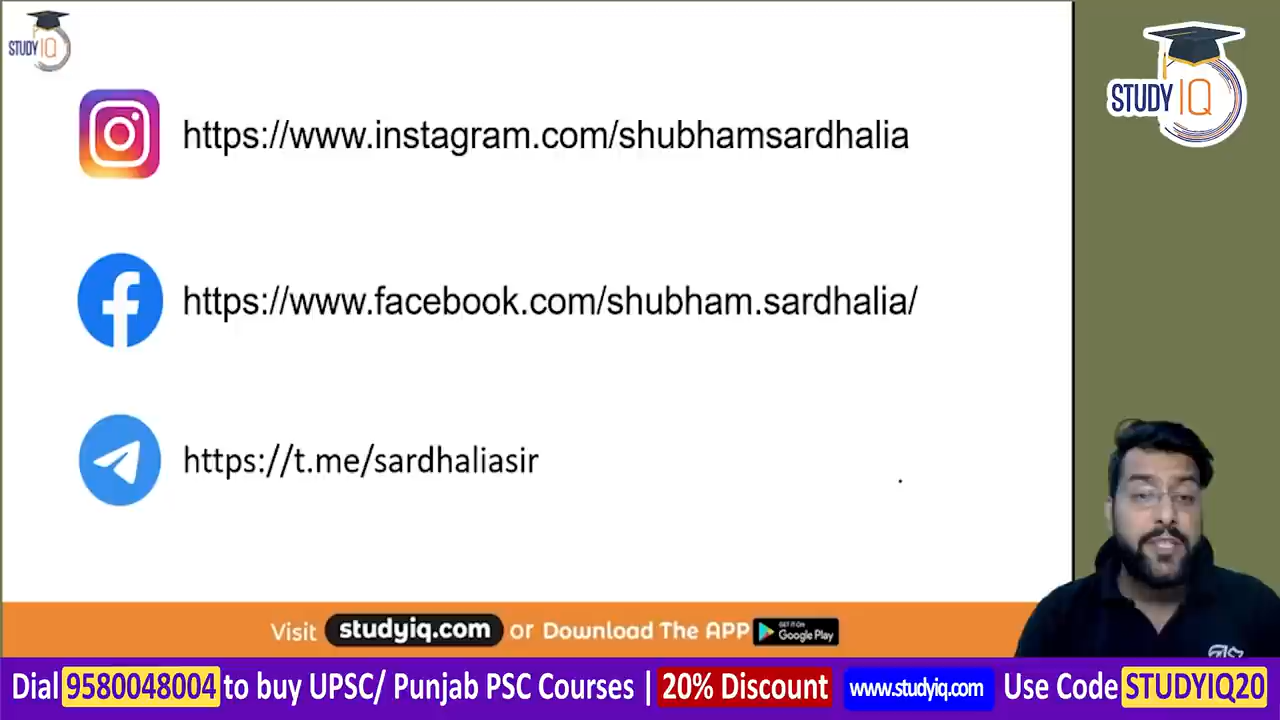 STUDY IQ
STUDY IQ
https://www.instagram.com/shubhamsardhalia
https://www.facebook.com/shubham.sardhalia/
https://t.me/sardhaliasir
Visit studyiq.com or Download The APP GET IT ON Google Play
Dial 9580048004 to buy UPSC/ Punjab PSC Courses | 20% Discount www.studyiq.com Use Code STUDYIQ20